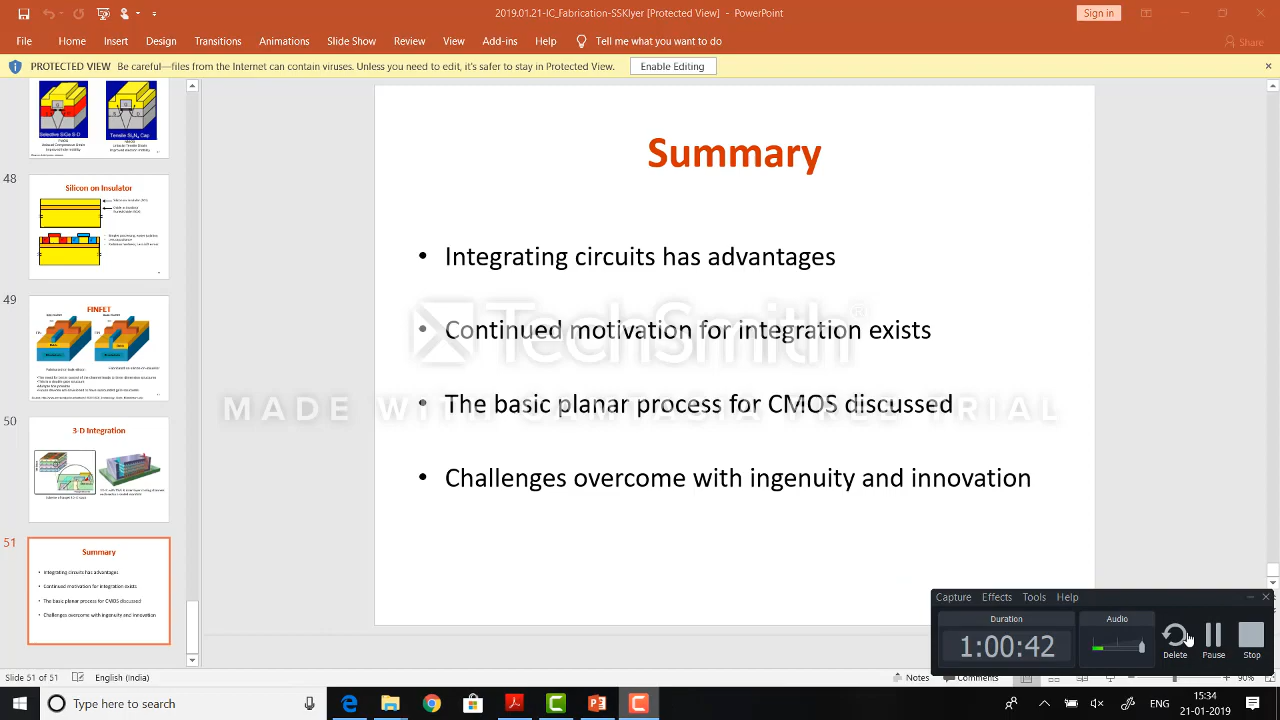 2019.01.21-IC_Fabrication-SSKIyer [Protected View] - PowerPoint
Sign in
File Home Insert Design Transitions Animations Slide Show Review View Add-ins Help Tell me what you want to do Share
PROTECTED VIEW Be careful—files from the Internet can contain viruses. Unless you need to edit, it's safer to stay in Protected View. Enable Editing
Selective SiGe S-D
Tensile Si₃N₄ Cap
48
Silicon on Insulator
49
FINFET
50
3-D Integration
51
Summary
Integrating circuits has advantages
Continued motivation for integration exists
The basic planar process for CMOS discussed
Challenges overcome with ingenuity and innovation
Summary
• Integrating circuits has advantages
• Continued motivation for integration exists
• The basic planar process for CMOS discussed
• Challenges overcome with ingenuity and innovation
TechSmith®
MADE WITH CAMTASIA FREE TRIAL
Capture Effects Tools Help
Duration
1:00:42
Audio
Delete Pause Stop
Slide 51 of 51 English (India) Notes Comments 90%
Type here to search
ENG
15:34
21-01-2019